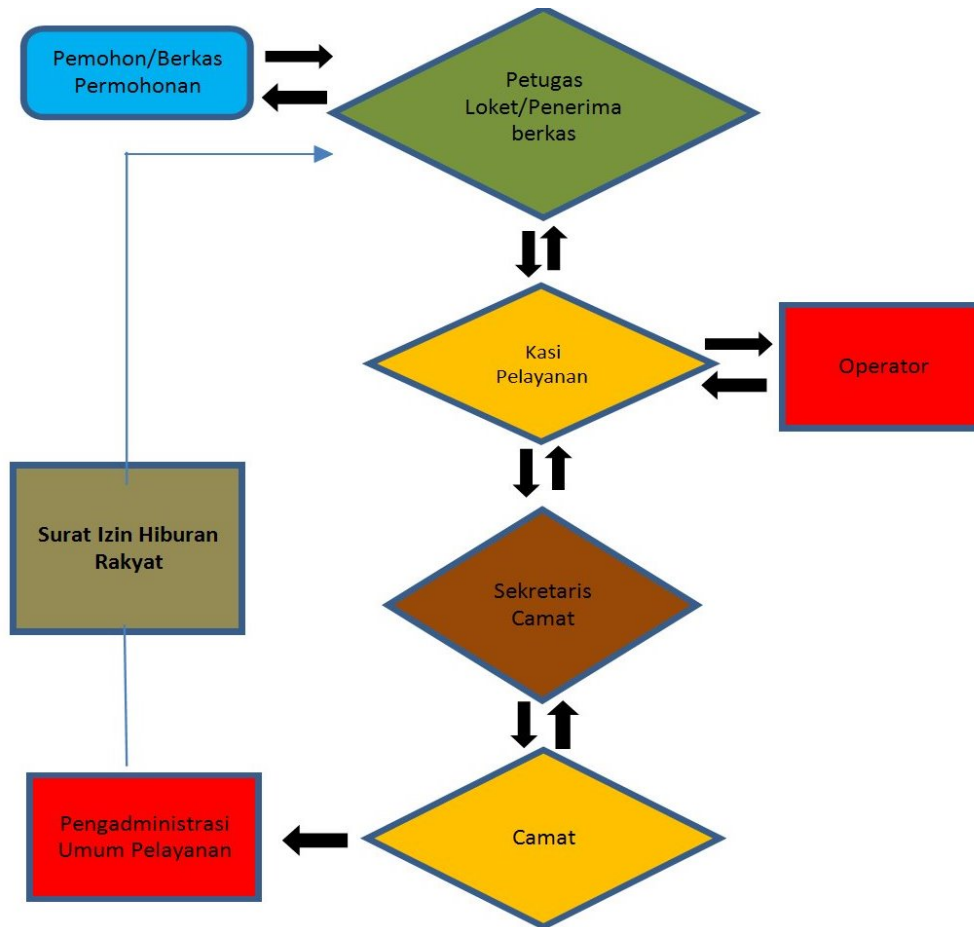 Pemohon/Berkas
Permohonan
Petugas
Loket/Penerima
berkas
Kasi
Pelayanan
Operator
Surat Izin Hiburan
Rakyat
Sekretaris
Camat
Pengadministrasi
Umum Pelayanan
Camat